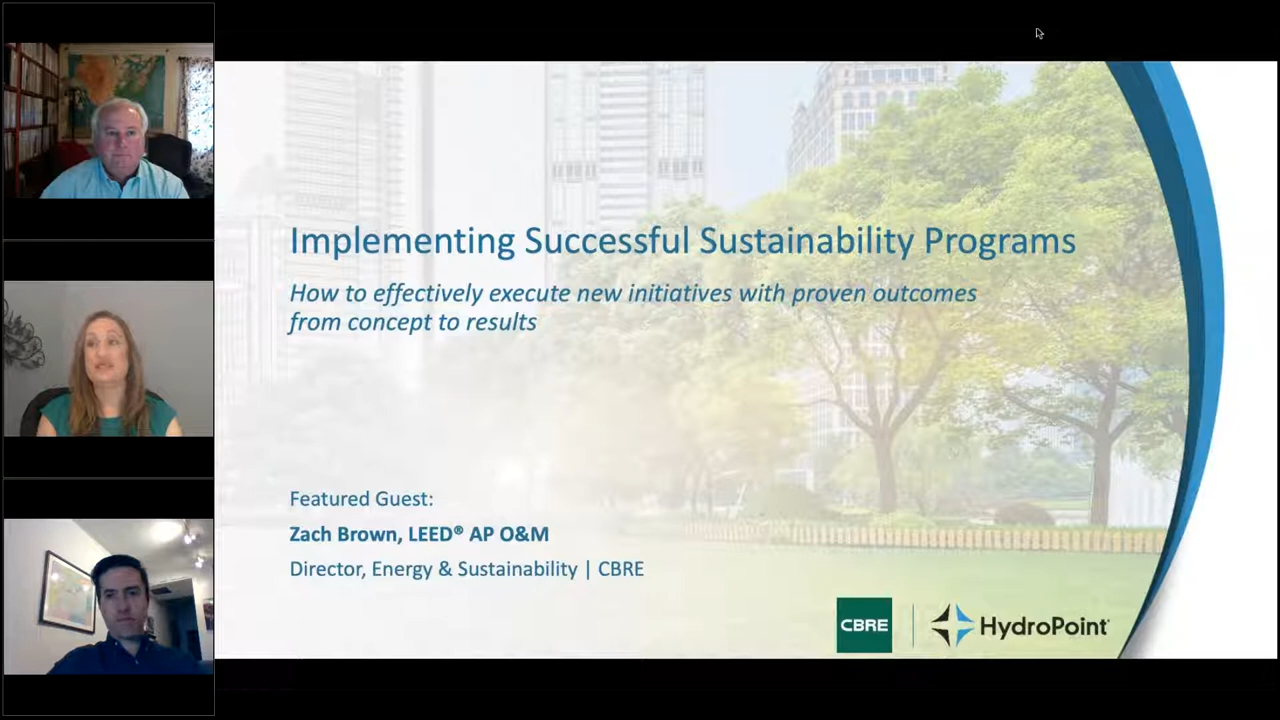 Implementing Successful Sustainability Programs
How to effectively execute new initiatives with proven outcomes
from concept to results
Featured Guest:
Zach Brown, LEED® AP O&M
Director, Energy & Sustainability | CBRE
CBRE
HydroPoint